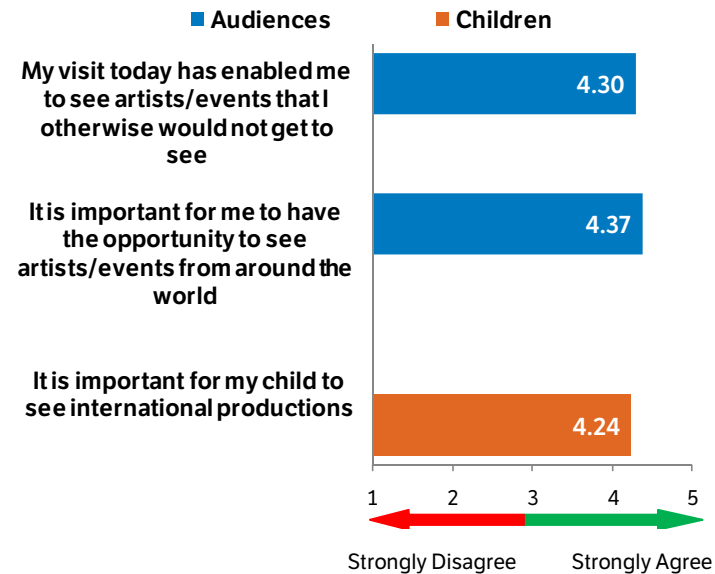 Audiences Children
My visit today has enabled me
to see artists/events that I
otherwise would not get to
see
4.30
It is important for me to have
the opportunity to see
artists/events from around the
world
4.37
It is important for my child to
see international productions
4.24
1 2 3 4 5
Strongly Disagree Strongly Agree